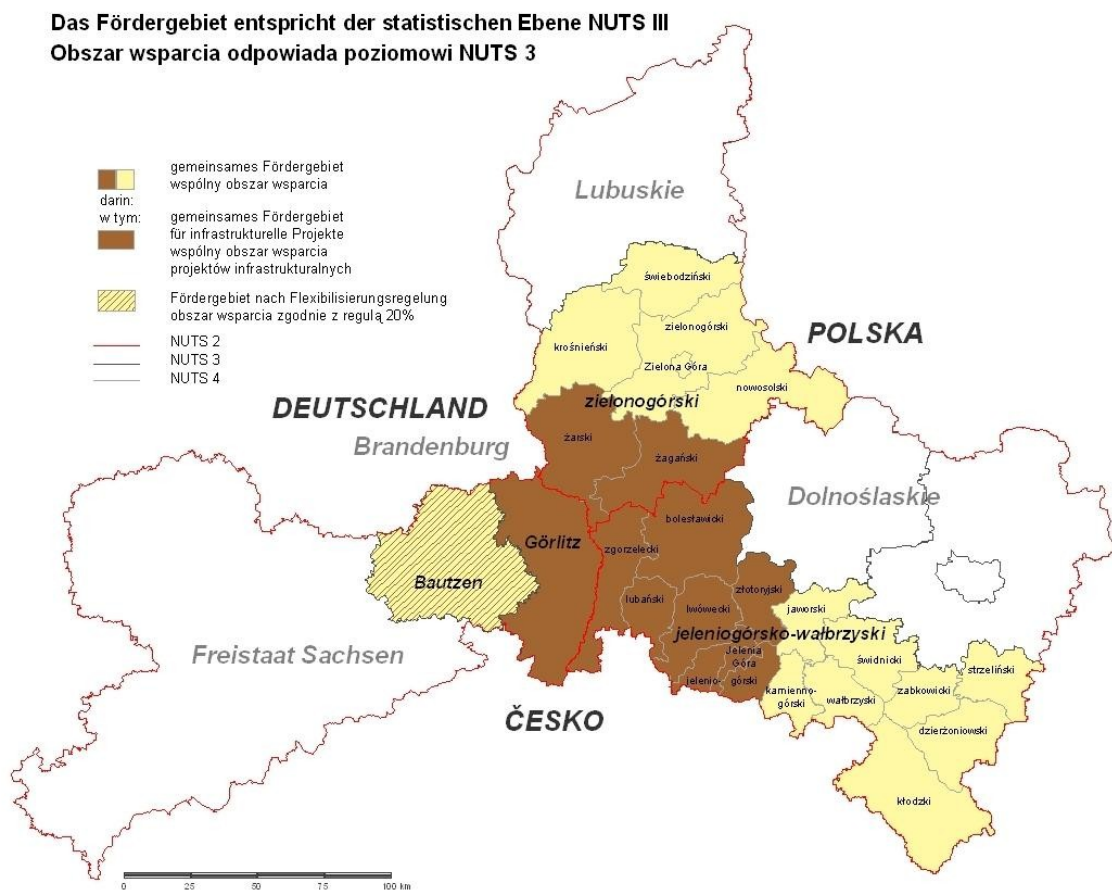 Das Fördergebiet entspricht der statistischen Ebene NUTS III
Obszar wsparcia odpowiada poziomowi NUTS 3
gemeinsames Fördergebiet
wspólny obszar wsparcia
darin:
w tym:
gemeinsames Fördergebiet
für infrastrukturelle Projekte
wspólny obszar wsparcia
projektów infrastrukturalnych
Fördergebiet nach Flexibilisierungsregelung
obszar wsparcia zgodnie z regułą 20%
NUTS 2
NUTS 3
NUTS 4
Lubuskie
świebodziński
zielonogórski
krośnieński
Zielona Góra
nowosolski
zielonogórski
POLSKA
DEUTSCHLAND
Brandenburg
żarski
żagański
Dolnoślaskie
bolesławicki
Görlitz
zgorzelecki
Bautzen
lubański
lwówecki
złotoryjski
jaworski
jeleniogórsko-wałbrzyski
Freistaat Sachsen
Jelenia
Góra
jelenio-
górski
świdnicki
strzeliński
kamienno-
górski
wałbrzyski
ząbkowicki
dzierżoniowski
kłodzki
ČESKO
0 25 50 75 100 km